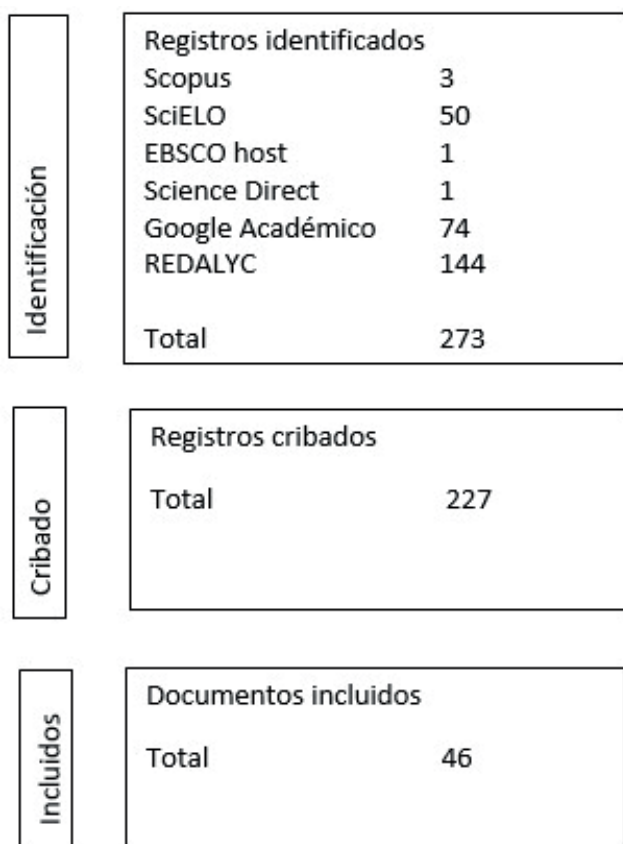 Identificación
Registros identificados
Scopus 3
SciELO 50
EBSCO host 1
Science Direct 1
Google Académico 74
REDALYC 144
Total 273
Cribado
Registros cribados
Total 227
Incluidos
Documentos incluidos
Total 46